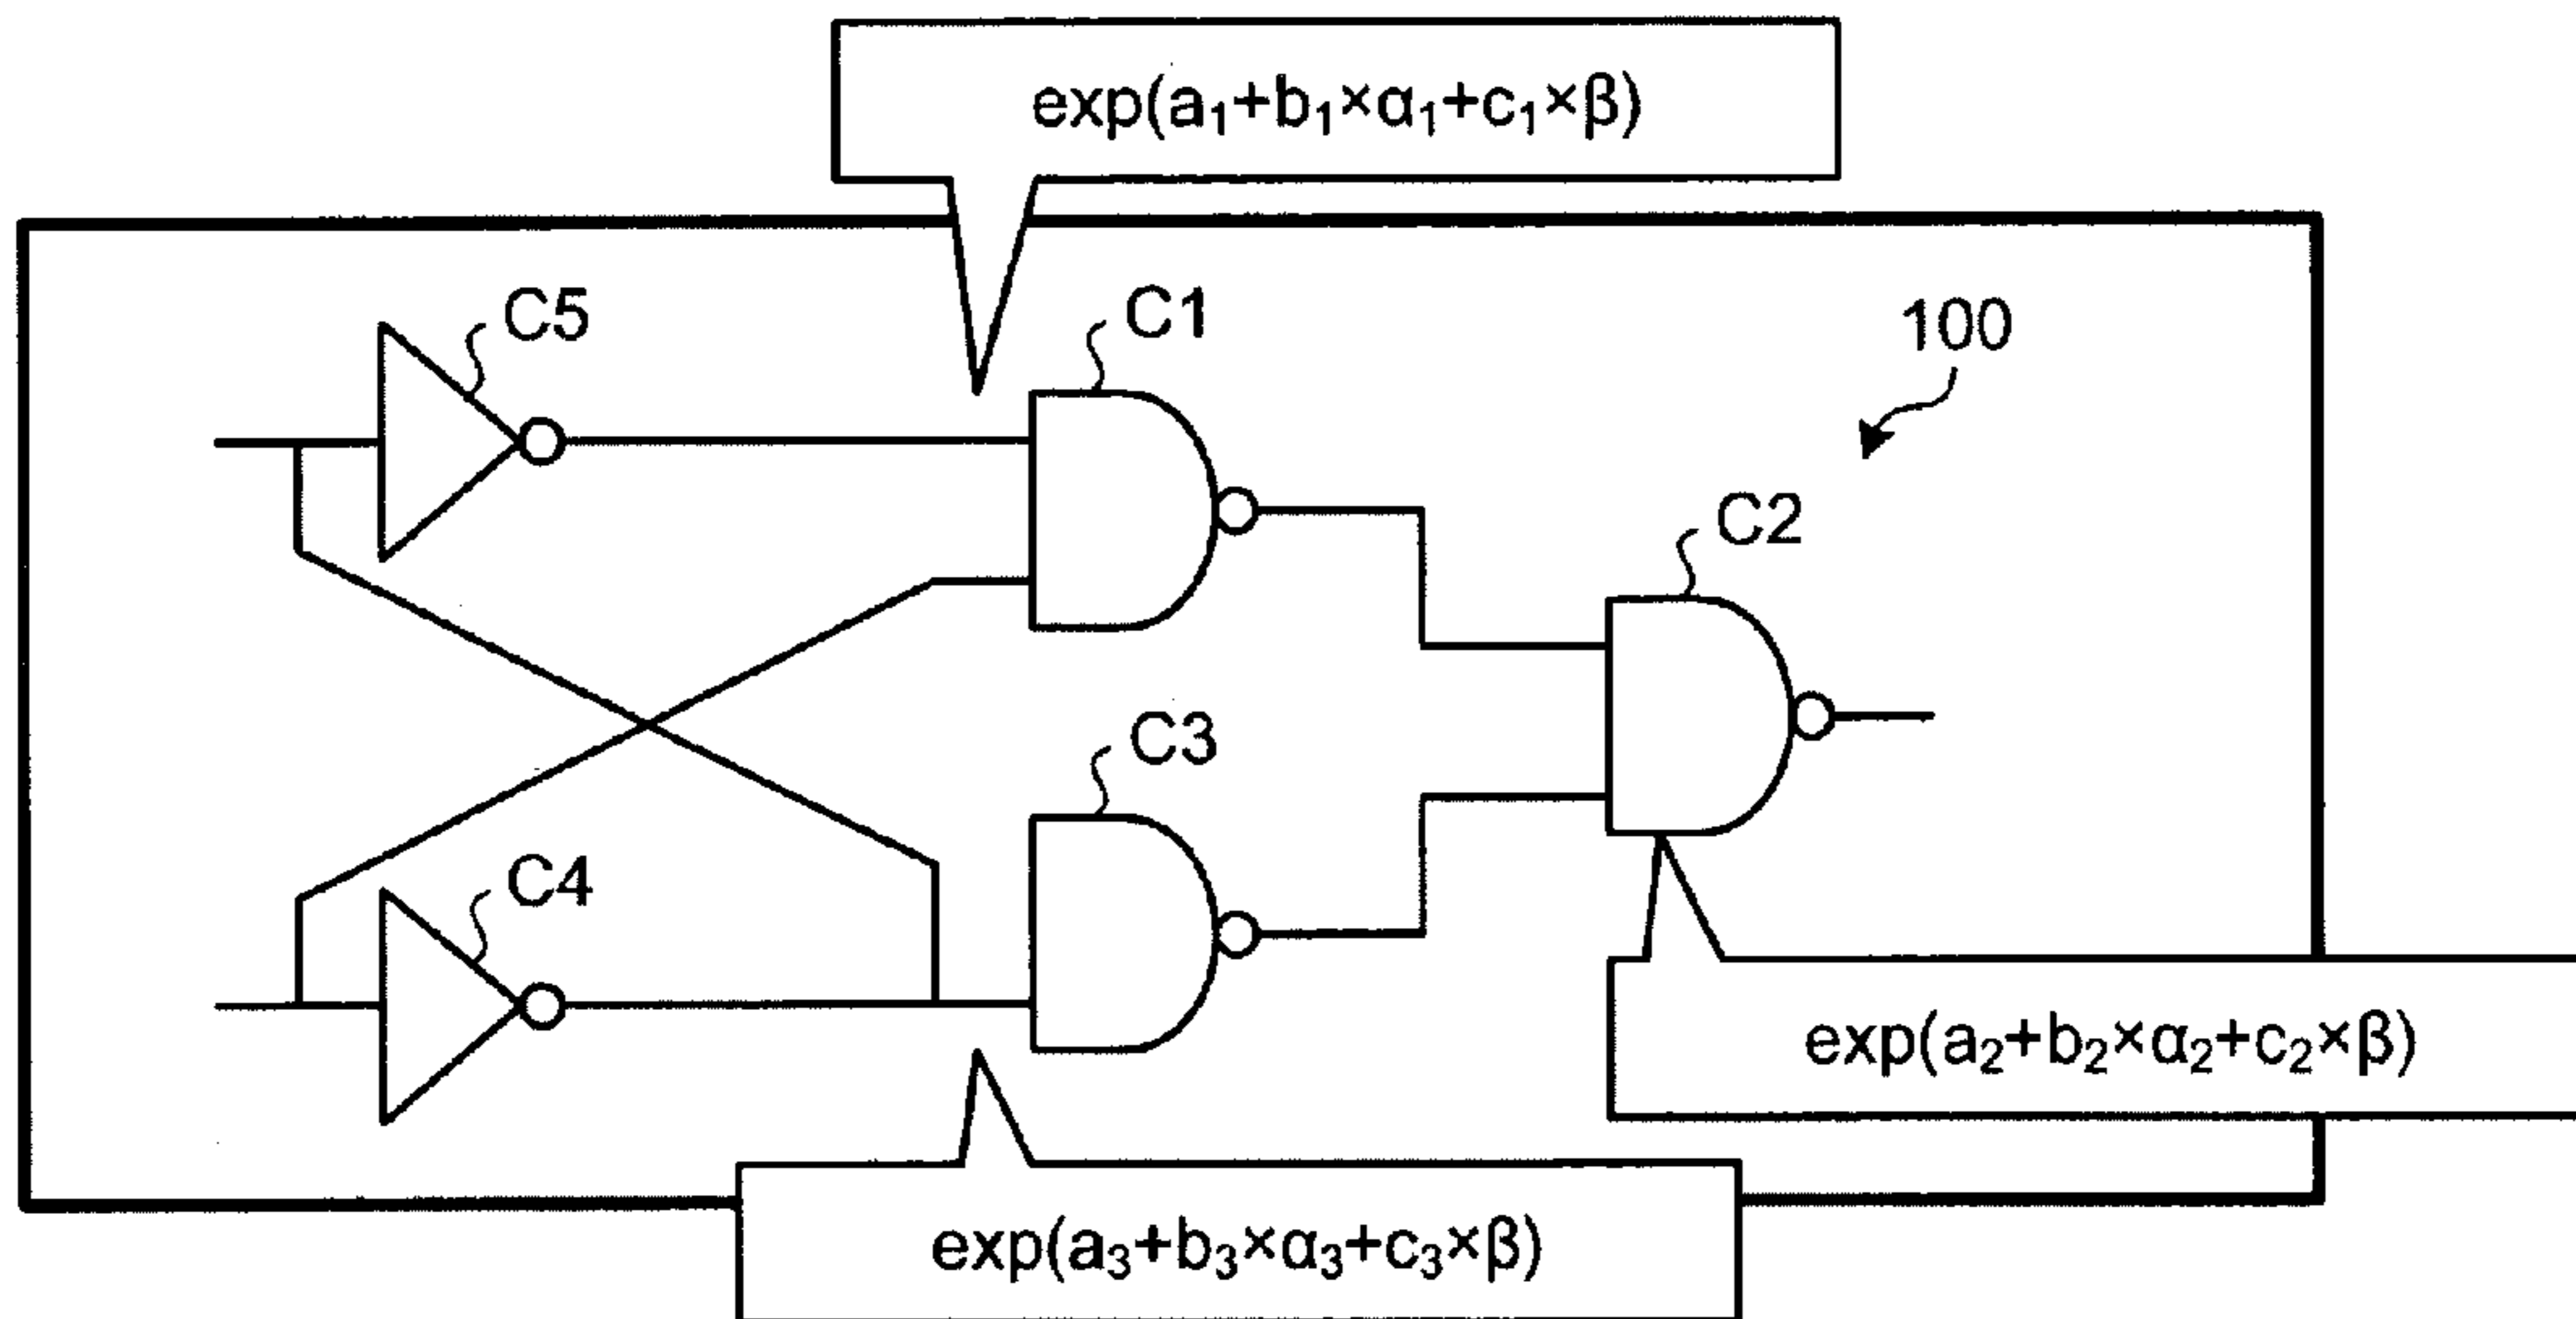 exp(a₁+b₁×α₁+c₁×β)
C5
C1
100
C2
C3
C4
exp(a₂+b₂×α₂+c₂×β)
exp(a₃+b₃×α₃+c₃×β)